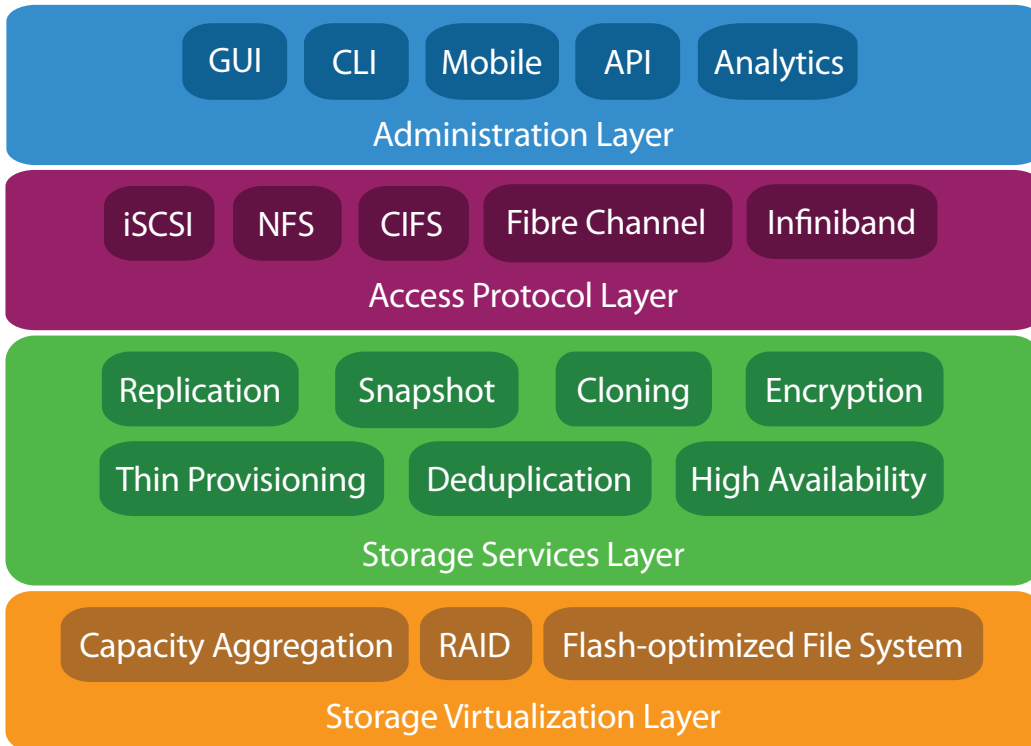 GUI CLI Mobile API Analytics
Administration Layer
iSCSI NFS CIFS Fibre Channel Infiniband
Access Protocol Layer
Replication Snapshot Cloning Encryption
Thin Provisioning Deduplication High Availability
Storage Services Layer
Capacity Aggregation RAID Flash-optimized File System
Storage Virtualization Layer